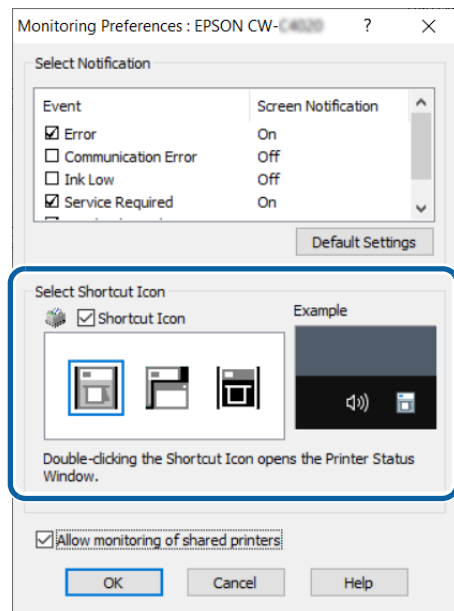 Monitoring Preferences : EPSON CW-
?
Select Notification
Event Screen Notification
Error On
Communication Error Off
Ink Low Off
Service Required On
Default Settings
Select Shortcut Icon
Shortcut Icon
Example
Double-clicking the Shortcut Icon opens the Printer Status
Window.
Allow monitoring of shared printers
OK Cancel Help